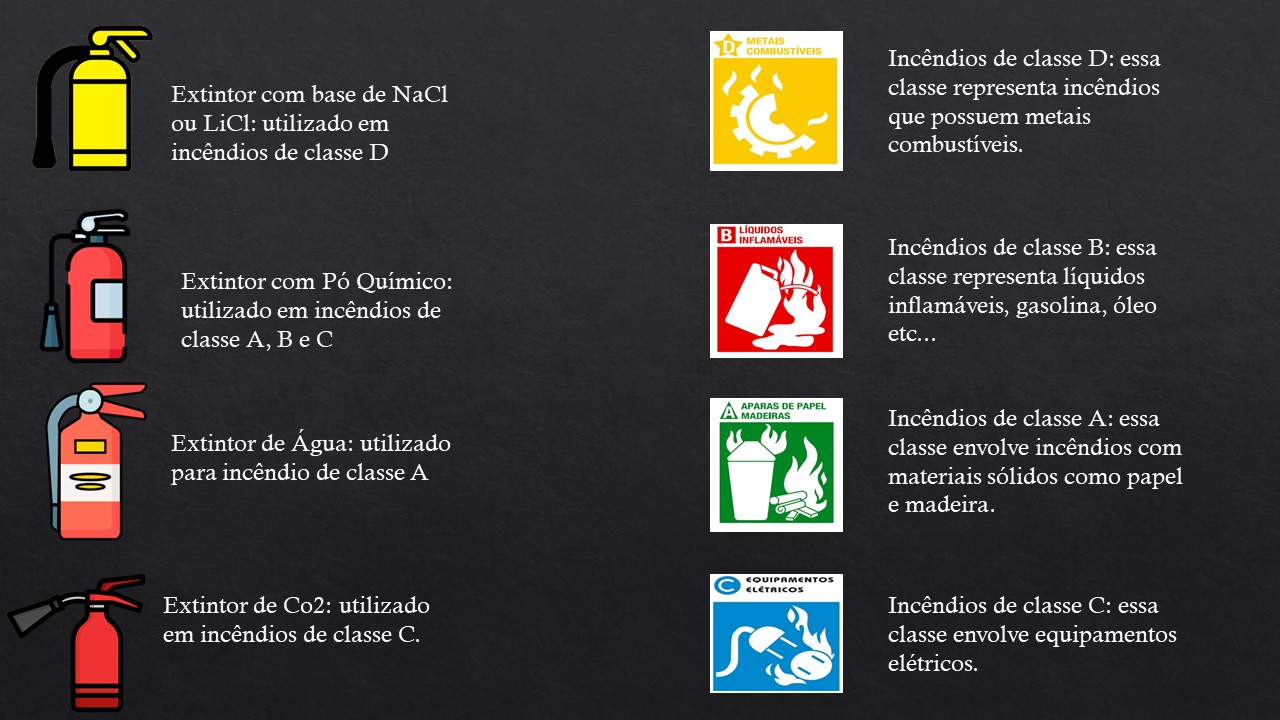 Extintor com base de NaCl
ou LiCl: utilizado em
incêndios de classe D
Extintor com Pó Químico:
utilizado em incêndios de
classe A, B e C
Extintor de Água: utilizado
para incêndio de classe A
Extintor de Co2: utilizado
em incêndios de classe C.
D METAIS
COMBUSTÍVEIS
Incêndios de classe D: essa
classe representa incêndios
que possuem metais
combustíveis.
B LÍQUIDOS
INFLAMÁVEIS
Incêndios de classe B: essa
classe representa líquidos
inflamáveis, gasolina, óleo
etc...
A APARAS DE PAPEL
MADEIRAS
Incêndios de classe A: essa
classe envolve incêndios com
materiais sólidos como papel
e madeira.
C EQUIPAMENTOS
ELÉTRICOS
Incêndios de classe C: essa
classe envolve equipamentos
elétricos.